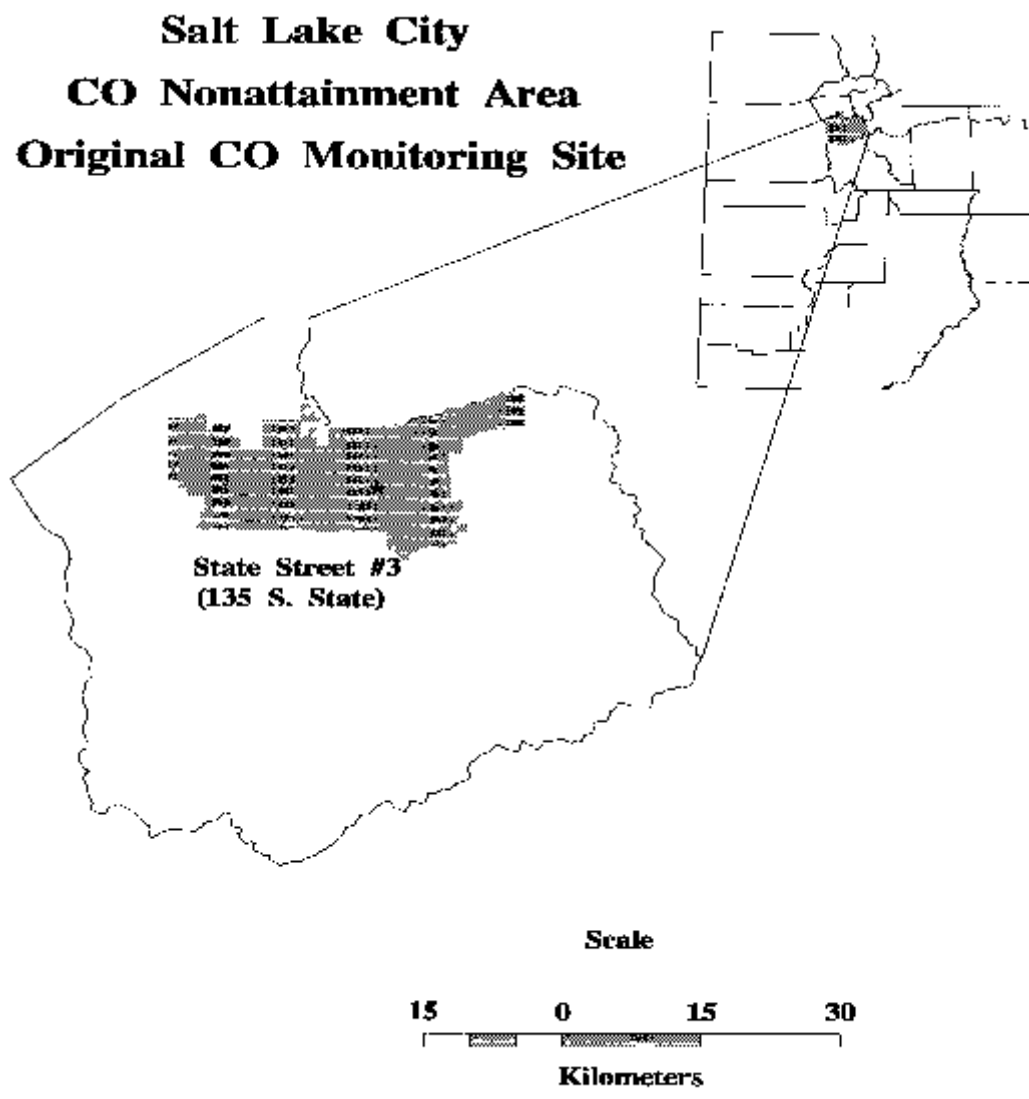 Salt Lake City
CO Nonattainment Area
Original CO Monitoring Site
State Street #3
(135 S. State)
Scale
15 0 15 30
Kilometers